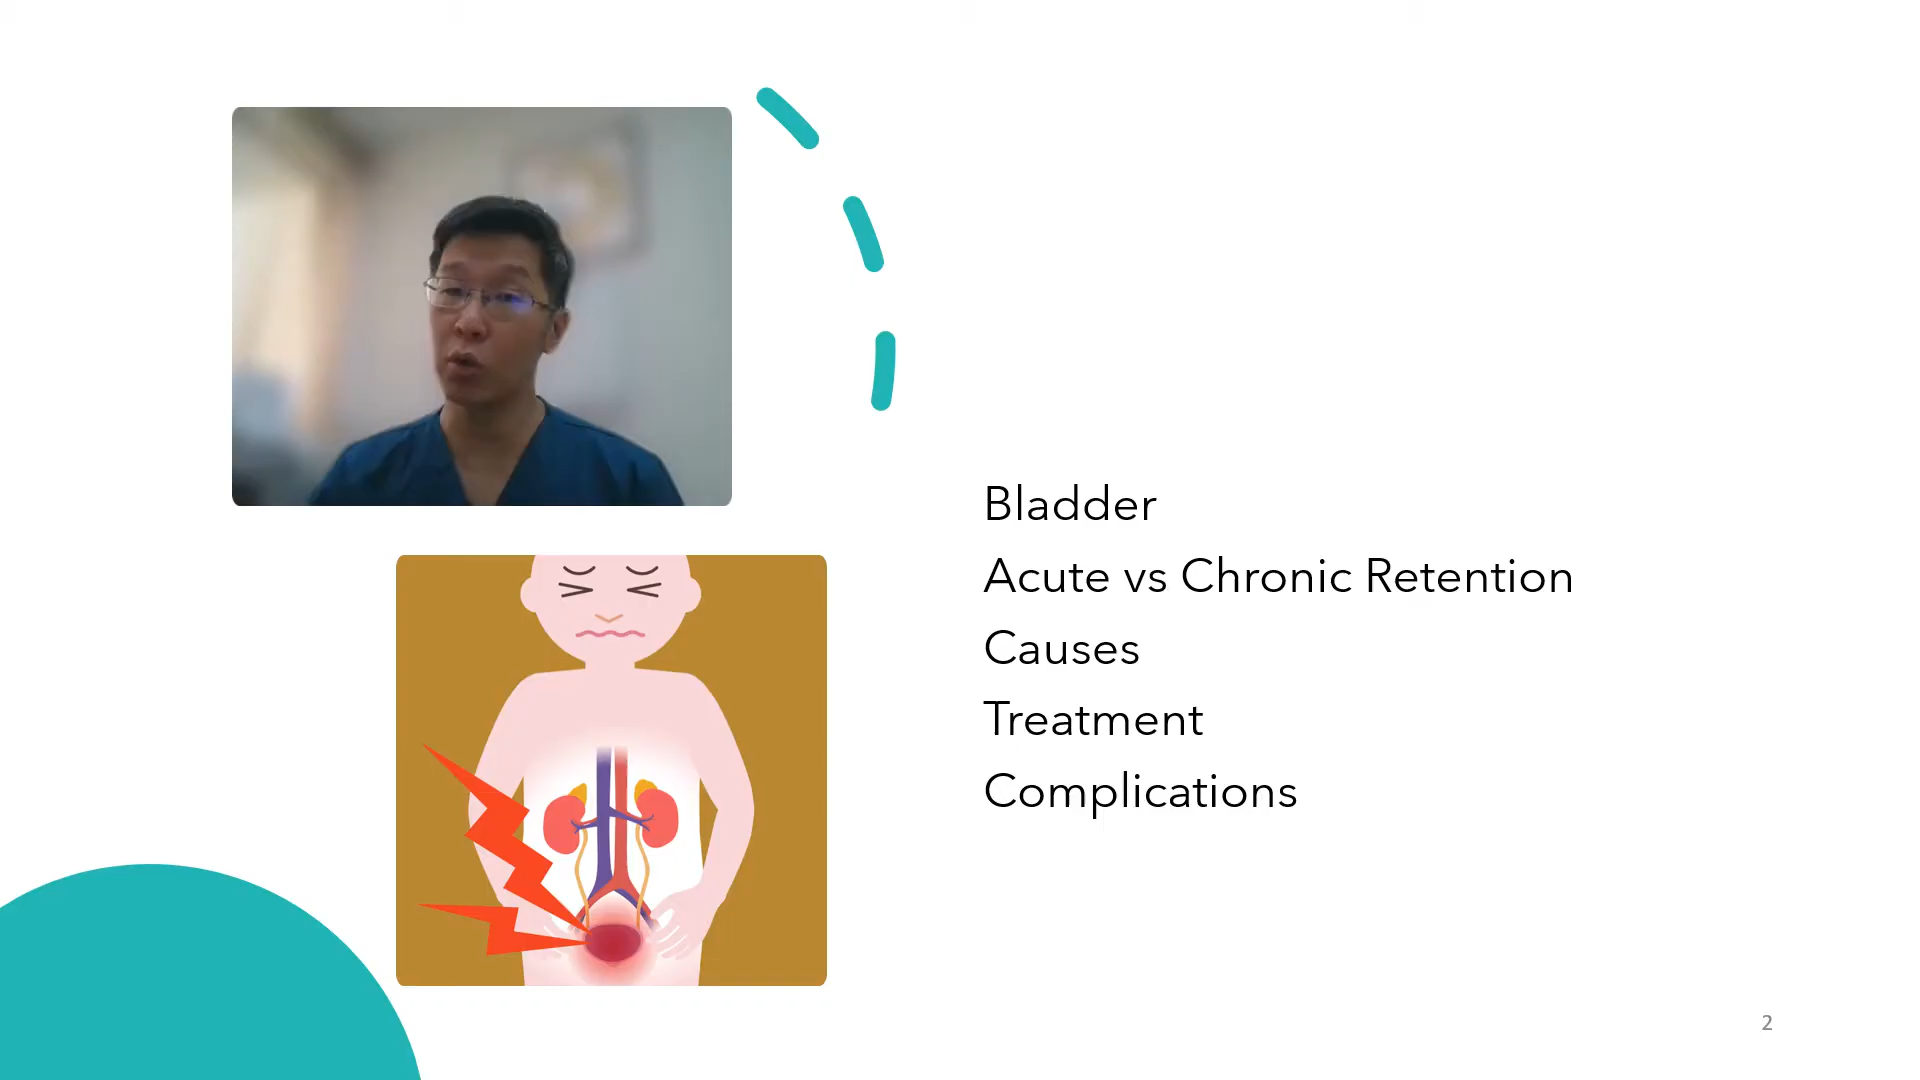 Bladder
Acute vs Chronic Retention
Causes
Treatment
Complications
2